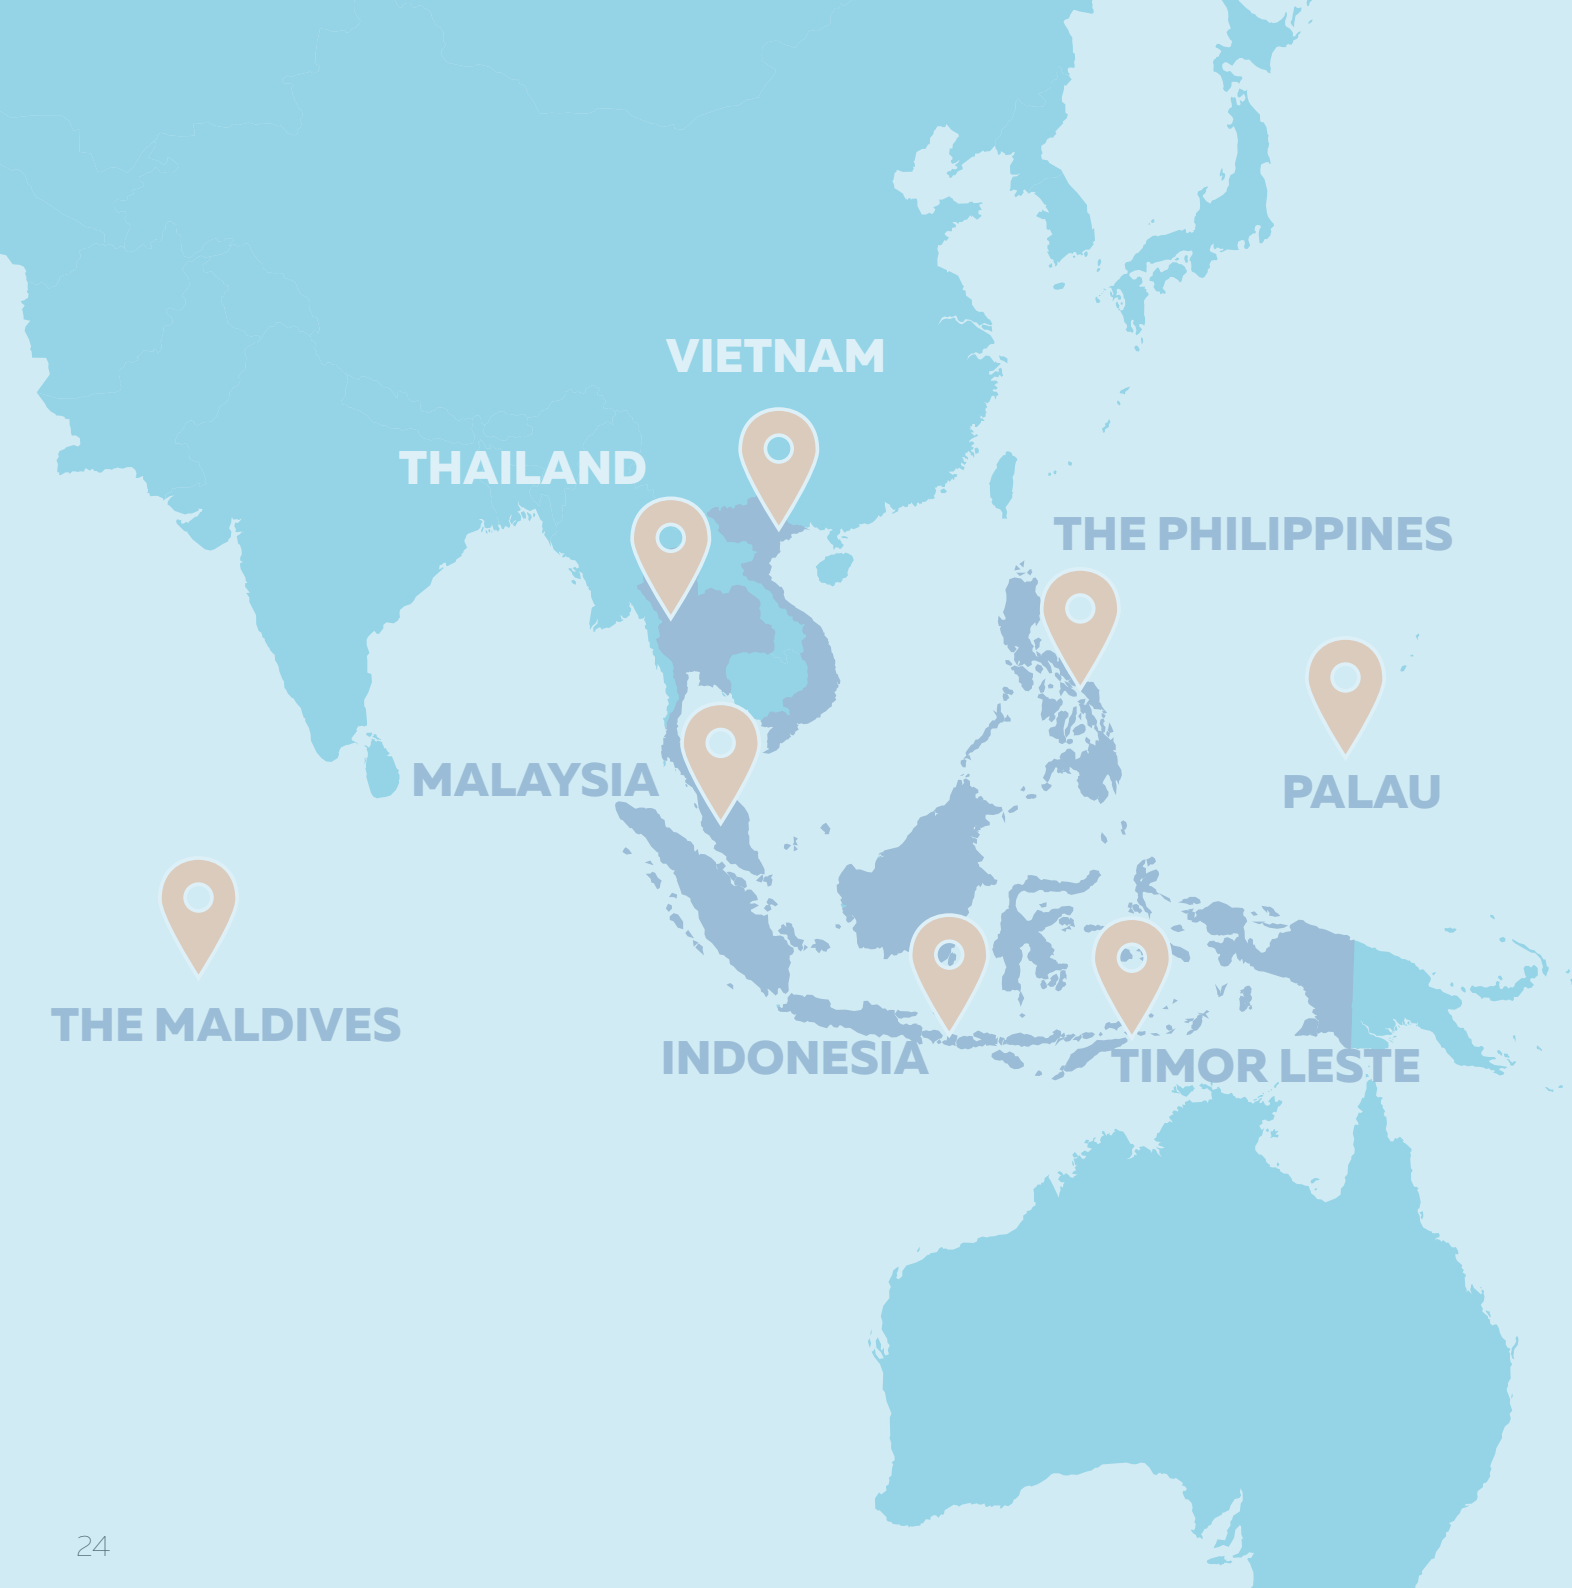 VIETNAM
THAILAND
THE PHILIPPINES
MALAYSIA
PALAU
THE MALDIVES
INDONESIA
TIMOR LESTE
24